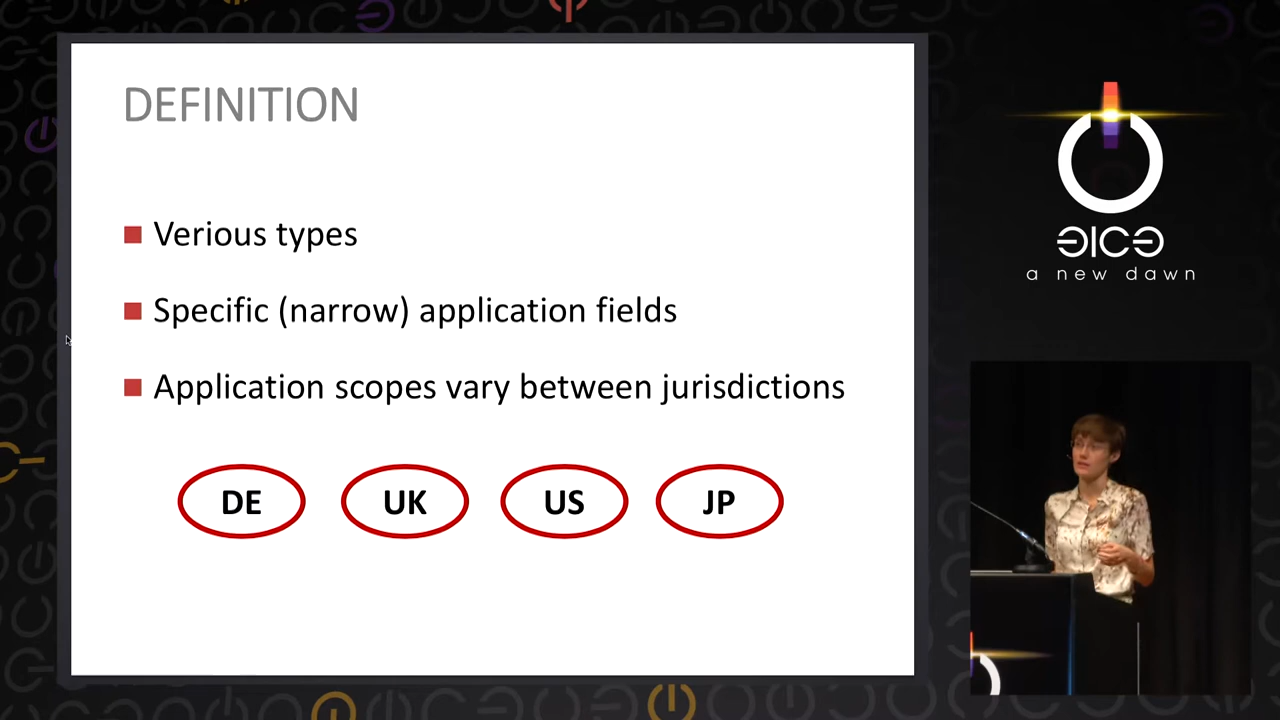 DEFINITION
Verious types
Specific (narrow) application fields
Application scopes vary between jurisdictions
DE
UK
US
JP
a new dawn